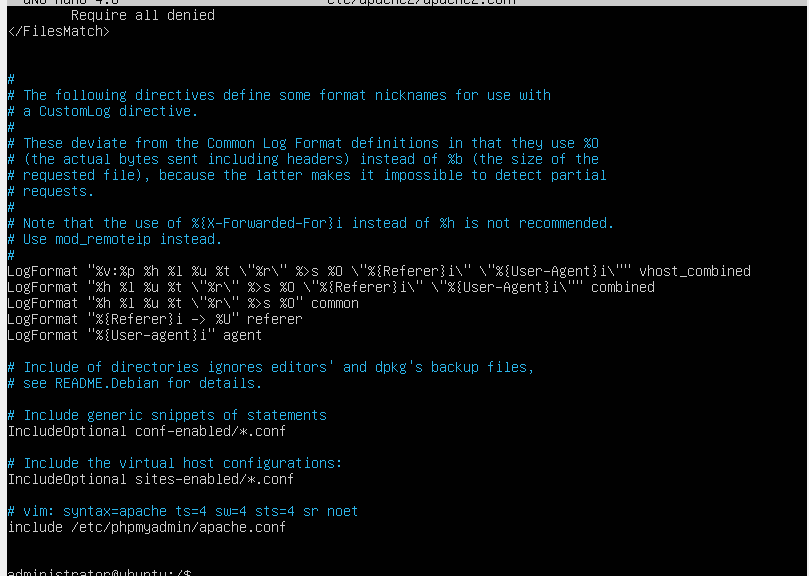 Require all denied
</FilesMatch>
#
# The following directives define some format nicknames for use with
# a CustomLog directive.
#
# These deviate from the Common Log Format definitions in that they use %O
# (the actual bytes sent including headers) instead of %b (the size of the
# requested file), because the latter makes it impossible to detect partial
# requests.
#
# Note that the use of %{X-Forwarded-For}i instead of %h is not recommended.
# Use mod_remoteip instead.
#
LogFormat "%v:%p %h %l %u %t \"%r\" %>s %O \"%{Referer}i\" \"%{User-Agent}i\"" vhost_combined
LogFormat "%h %l %u %t \"%r\" %>s %O \"%{Referer}i\" \"%{User-Agent}i\"" combined
LogFormat "%h %l %u %t \"%r\" %>s %O" common
LogFormat "%{Referer}i -> %U" referer
LogFormat "%{User-agent}i" agent
# Include of directories ignores editors' and dpkg's backup files,
# see README.Debian for details.
# Include generic snippets of statements
IncludeOptional conf-enabled/*.conf
# Include the virtual host configurations:
IncludeOptional sites-enabled/*.conf
# vim: syntax=apache ts=4 sw=4 sts=4 sr noet
include /etc/phpmyadmin/apache.conf
administrator@ubuntu:/$